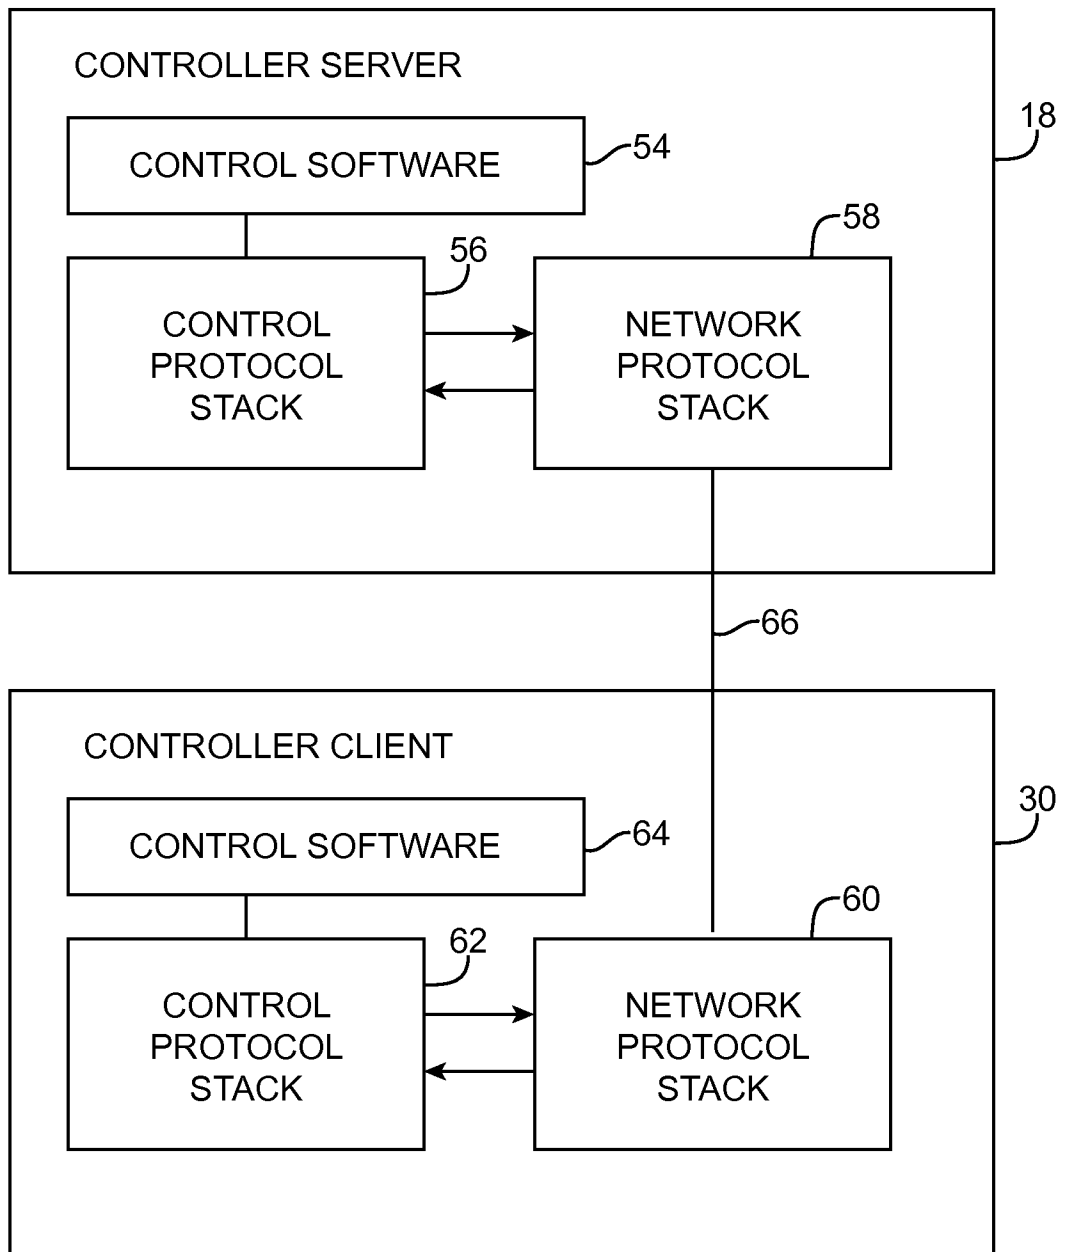 CONTROLLER SERVER
18
CONTROL SOFTWARE
54
56
58
CONTROL
PROTOCOL
STACK
NETWORK
PROTOCOL
STACK
66
CONTROLLER CLIENT
30
CONTROL SOFTWARE
64
62
60
CONTROL
PROTOCOL
STACK
NETWORK
PROTOCOL
STACK